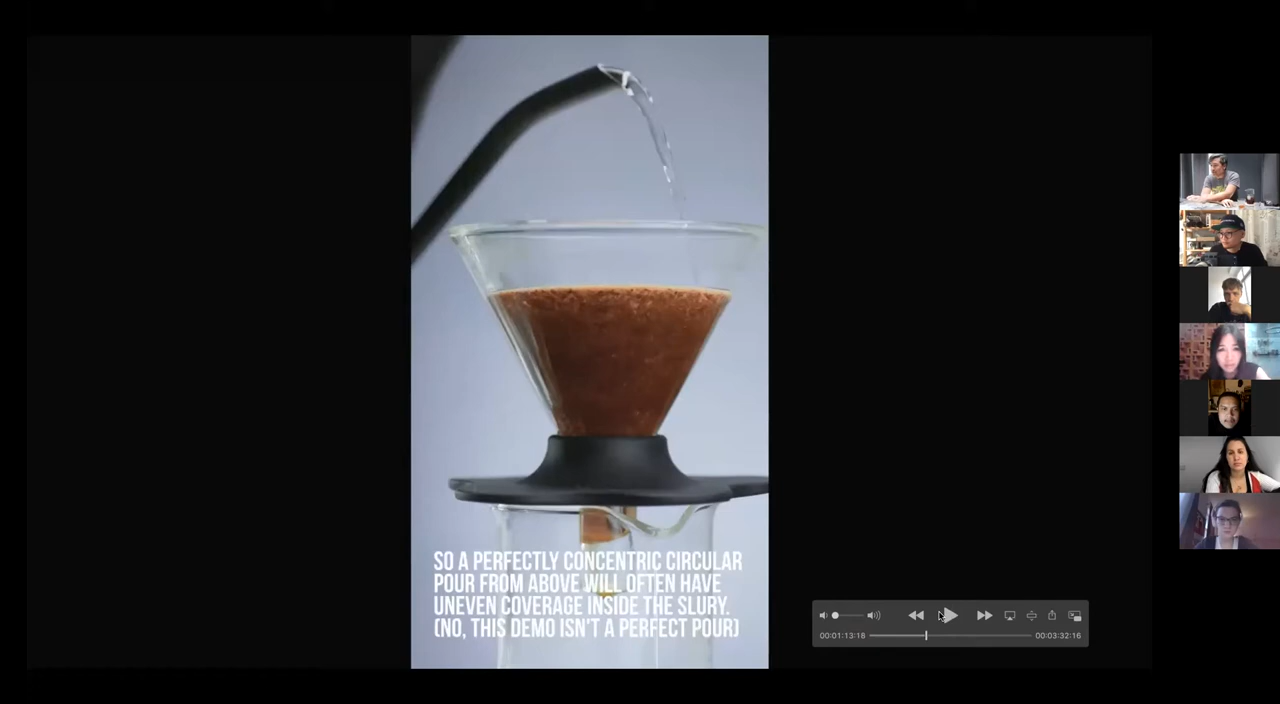 SO A PERFECTLY CONCENTRIC CIRCULAR
POUR FROM ABOVE WILL OFTEN HAVE
UNEVEN COVERAGE INSIDE THE SLURY.
(NO, THIS DEMO ISN'T A PERFECT POUR)
00:01:13:18
00:03:32:16